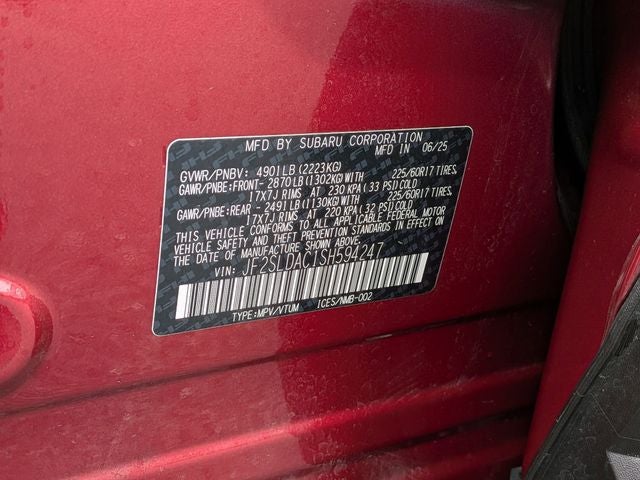 MFD BY SUBARU CORPORATION
MADE IN 06/25
GVWR/PNBV: 4901LB(2223KG)
GAWR/PNBE:FRONT- 2870LB(1302KG)WITH 225/60R17 TIRES,
17X7J RIMS AT 230 KPA(33 PSI)COLD
GAWR/PNBE:REAR - 2491LB(1130KG)WITH 225/60R17 TIRES,
17X7J RIMS AT 220 KPA(32 PSI)COLD
THIS VEHICLE CONFORMS TO ALL APPLICABLE FEDERAL MOTOR
VEHICLE SAFETY AND THEFT PREVENTION STANDARDS IN EFFECT ON
THE DATE OF MANUFACTURE SHOWN ABOVE.
VIN: JF2SLDAC1SH594247
TYPE:MPV/VTUM ICES/NMB-002